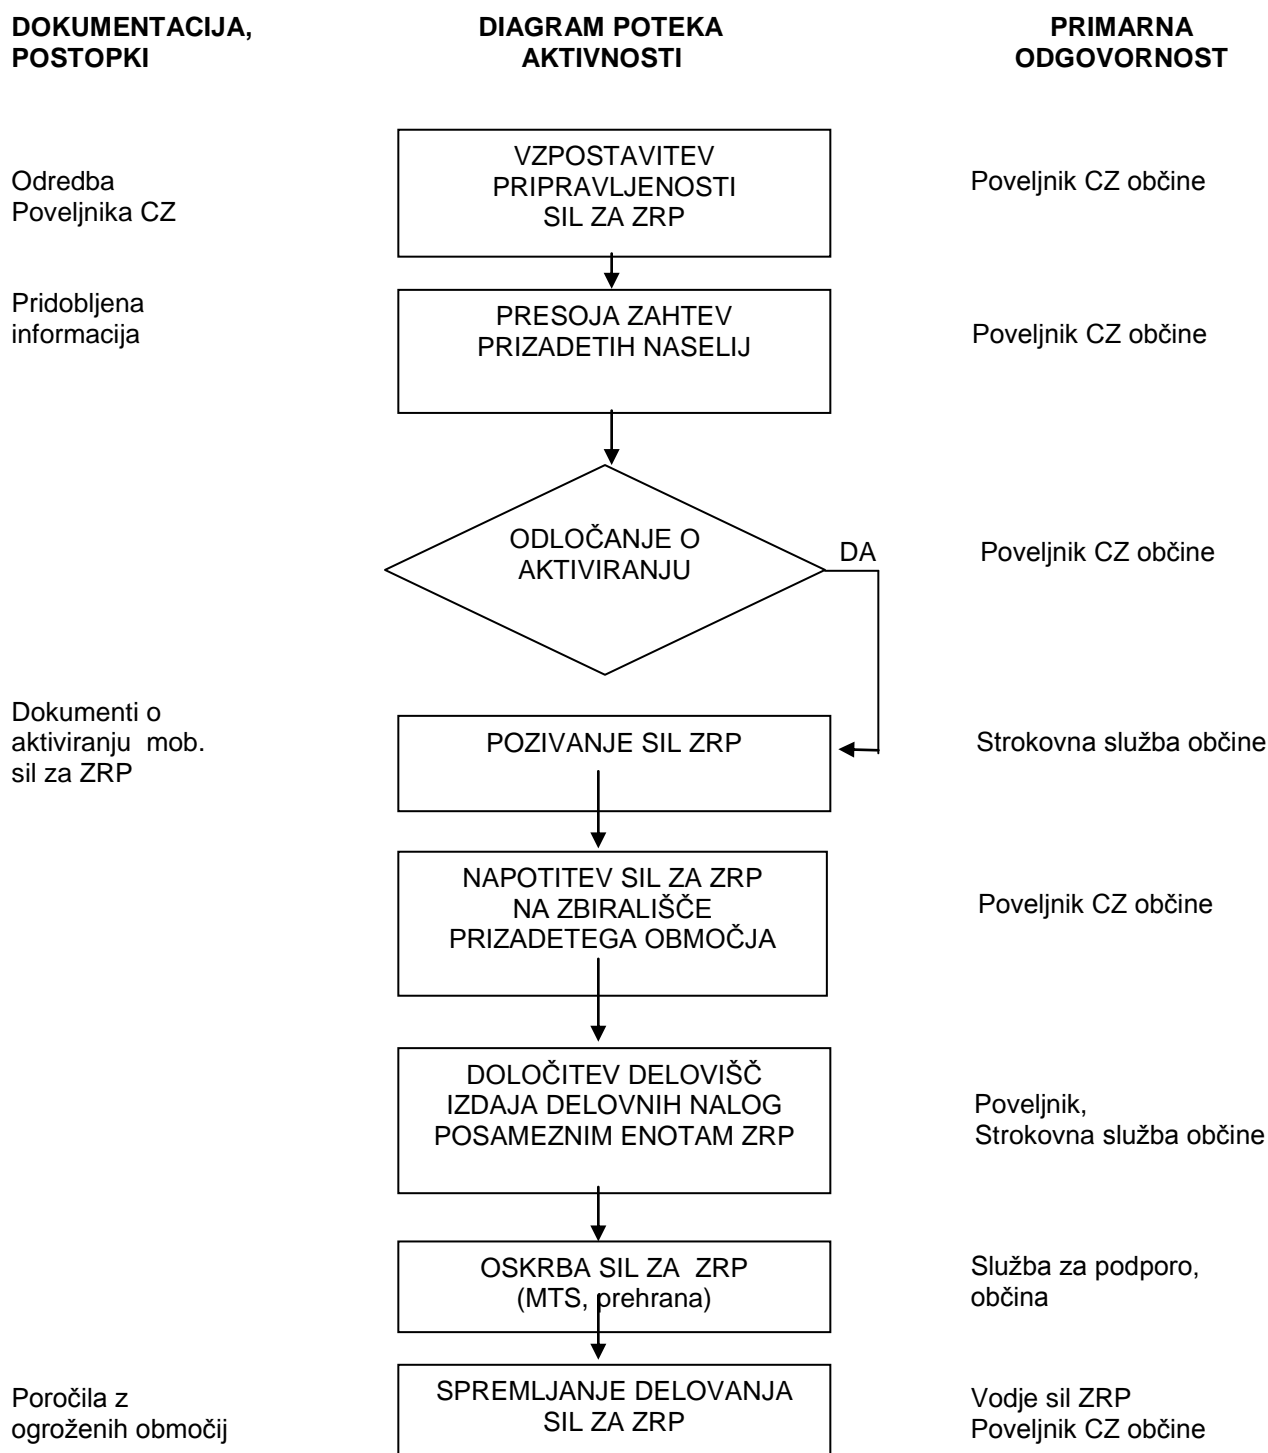 DOKUMENTACIJA,
POSTOPKI
DIAGRAM POTEKA
AKTIVNOSTI
PRIMARNA
ODGOVORNOST
Odredba
Poveljnika CZ
VZPOSTAVITEV
PRIPRAVLJENOSTI
SIL ZA ZRP
Poveljnik CZ občine
Pridobljena
informacija
PRESOJA ZAHTEV
PRIZADETIH NASELIJ
Poveljnik CZ občine
ODLOČANJE O
AKTIVIRANJU
DA
Poveljnik CZ občine
Dokumenti o
aktiviranju mob.
sil za ZRP
POZIVANJE SIL ZRP
Strokovna služba občine
NAPOTITEV SIL ZA ZRP
NA ZBIRALIŠČE
PRIZADETEGA OBMOČJA
Poveljnik CZ občine
DOLOČITEV DELOVIŠČ
IZDAJA DELOVNIH NALOG
POSAMEZNIM ENOTAM ZRP
Poveljnik,
Strokovna služba občine
OSKRBA SIL ZA ZRP
(MTS, prehrana)
Služba za podporo,
občina
Poročila z
ogroženih območij
SPREMLJANJE DELOVANJA
SIL ZA ZRP
Vodje sil ZRP
Poveljnik CZ občine